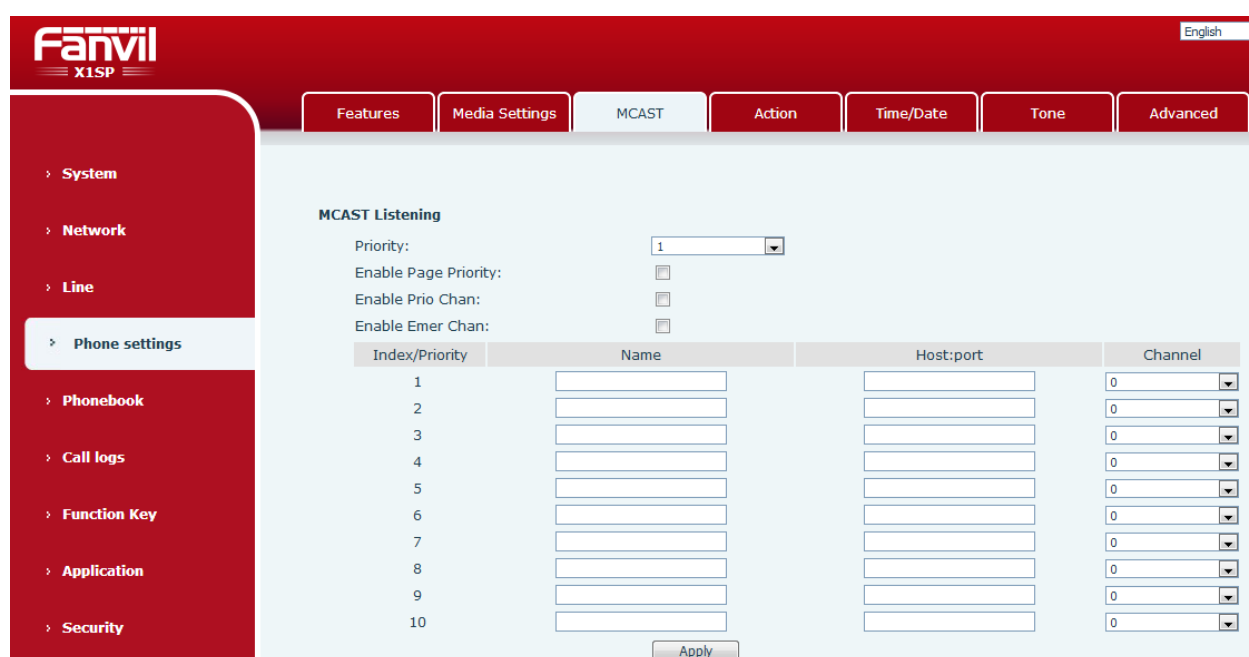 English
Fanvil
X1SP
Features Media Settings MCAST Action Time/Date Tone Advanced
› System
› Network
› Line
› Phone settings
› Phonebook
› Call logs
› Function Key
› Application
› Security
MCAST Listening
Priority: 1
Enable Page Priority:
Enable Prio Chan:
Enable Emer Chan:
Index/Priority Name Host:port Channel
1 0
2 0
3 0
4 0
5 0
6 0
7 0
8 0
9 0
10 0
Apply